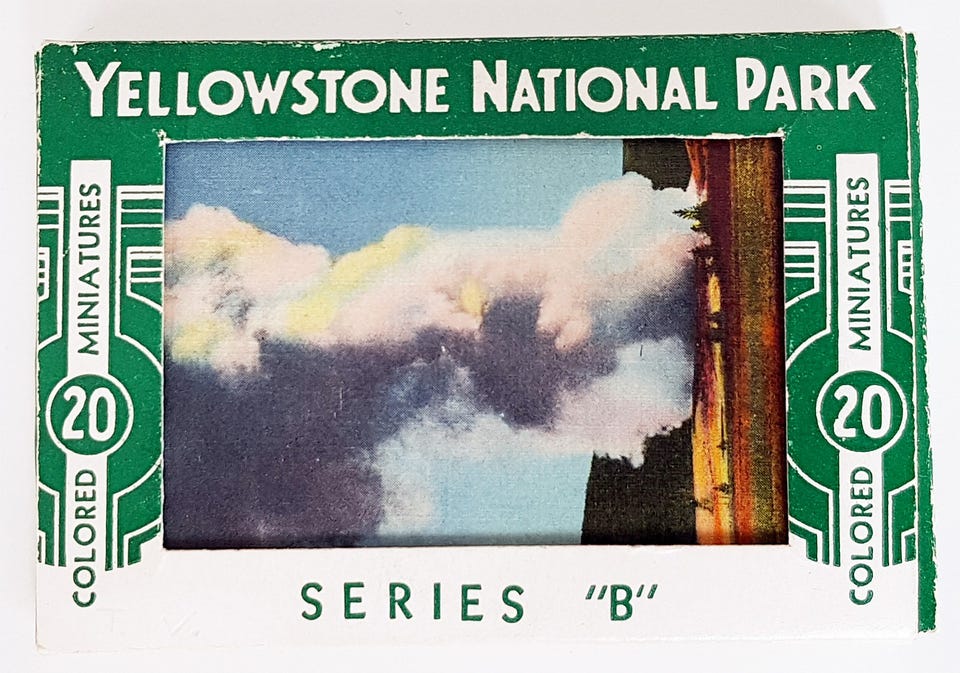 YELLOWSTONE NATIONAL PARK
COLORED 20 MINIATURES
COLORED 20 MINIATURES
SERIES "B"